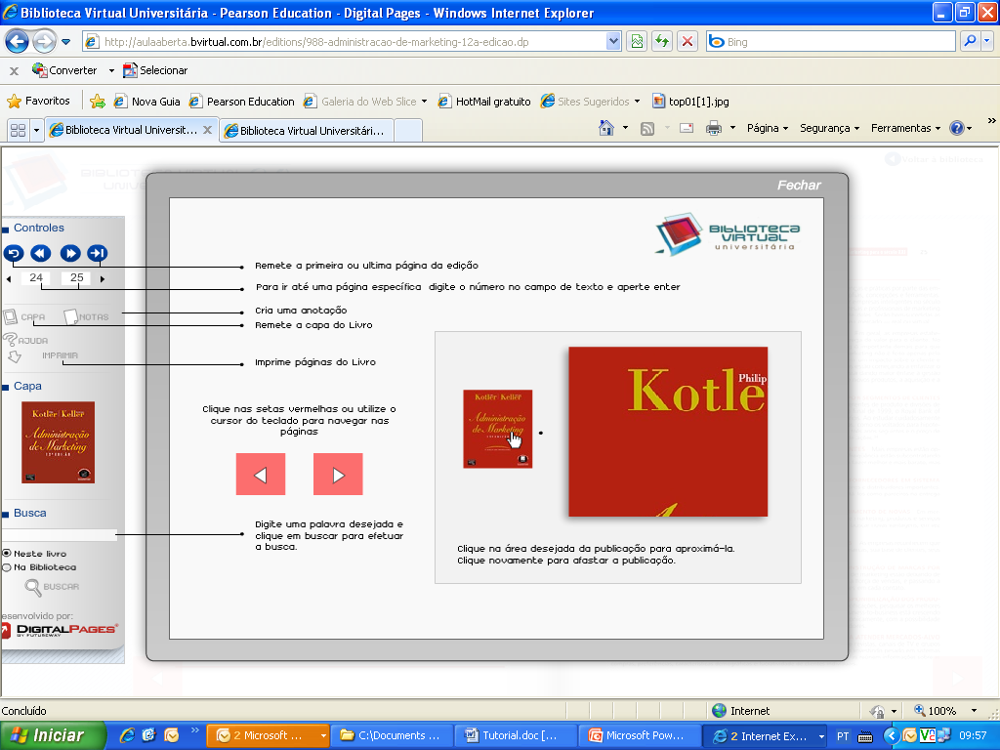 Biblioteca Virtual Universitária - Pearson Education - Digital Pages - Windows Internet Explorer
http://aulaaberta.bvirtual.com.br/editions/988-administracao-de-marketing-12a-edicao.dp
Bing
x Converter Selecionar
Favoritos Nova Guia Pearson Education Galeria do Web Slice HotMail gratuito Sites Sugeridos top01[1].jpg
Biblioteca Virtual Universit... Biblioteca Virtual Universitári... Página Segurança Ferramentas
Fechar
BIBLIOTECA
VIRTUAL
universitária
Controles
24 25
CAPA NOTAS
AJUDA
IMPRIMIR
Capa
Kotler Keller
Administração
de Marketing
12ª EDIÇÃO
Busca
Neste livro
Na Biblioteca
BUSCAR
esenvolvido por:
DIGITALPAGES
BY FUTUREWAY
Remete a primeira ou ultima página da edição
Para ir até uma página específica digite o número no campo de texto e aperte enter
Cria uma anotação
Remete a capa do Livro
Imprime páginas do Livro
Clique nas setas vermelhas ou utilize o
cursor do teclado para navegar nas
páginas
Digite uma palavra desejada e
clique em buscar para efetuar
a busca.
Kotler Keller
Administração
de Marketing
Philip
Kotle
Clique na área desejada da publicação para aproximá-la.
Clique novamente para afastar a publicação.
Concluído Internet 100%
Iniciar 2 Microsoft ... C:\Documents ... Tutorial.doc [... Microsoft Pow... 2 Internet Ex... PT 09:57